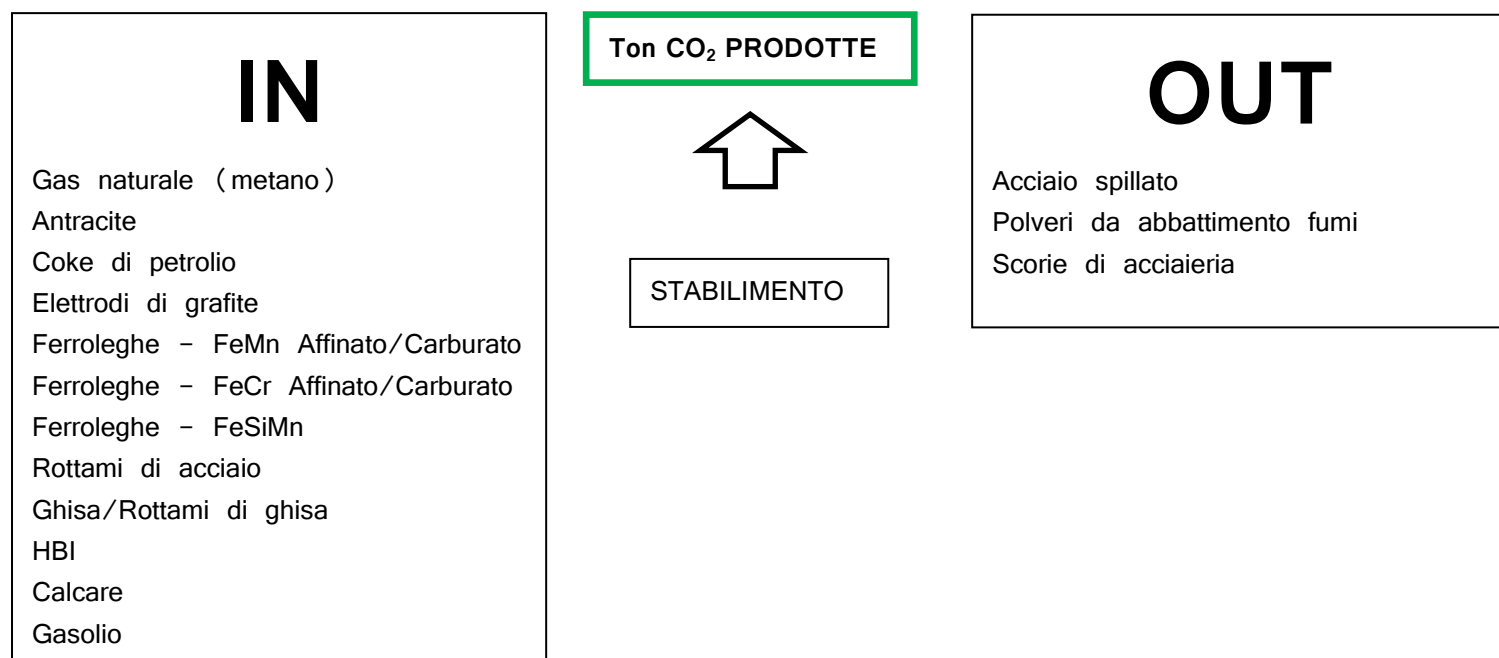 IN
Gas naturale (metano)
Antracite
Coke di petrolio
Elettrodi di grafite
Ferroleghe – FeMn Affinato/Carburato
Ferroleghe – FeCr Affinato/Carburato
Ferroleghe – FeSiMn
Rottami di acciaio
Ghisa/Rottami di ghisa
HBI
Calcare
Gasolio
Ton CO₂ PRODOTTE
STABILIMENTO
OUT
Acciaio spillato
Polveri da abbattimento fumi
Scorie di acciaieria